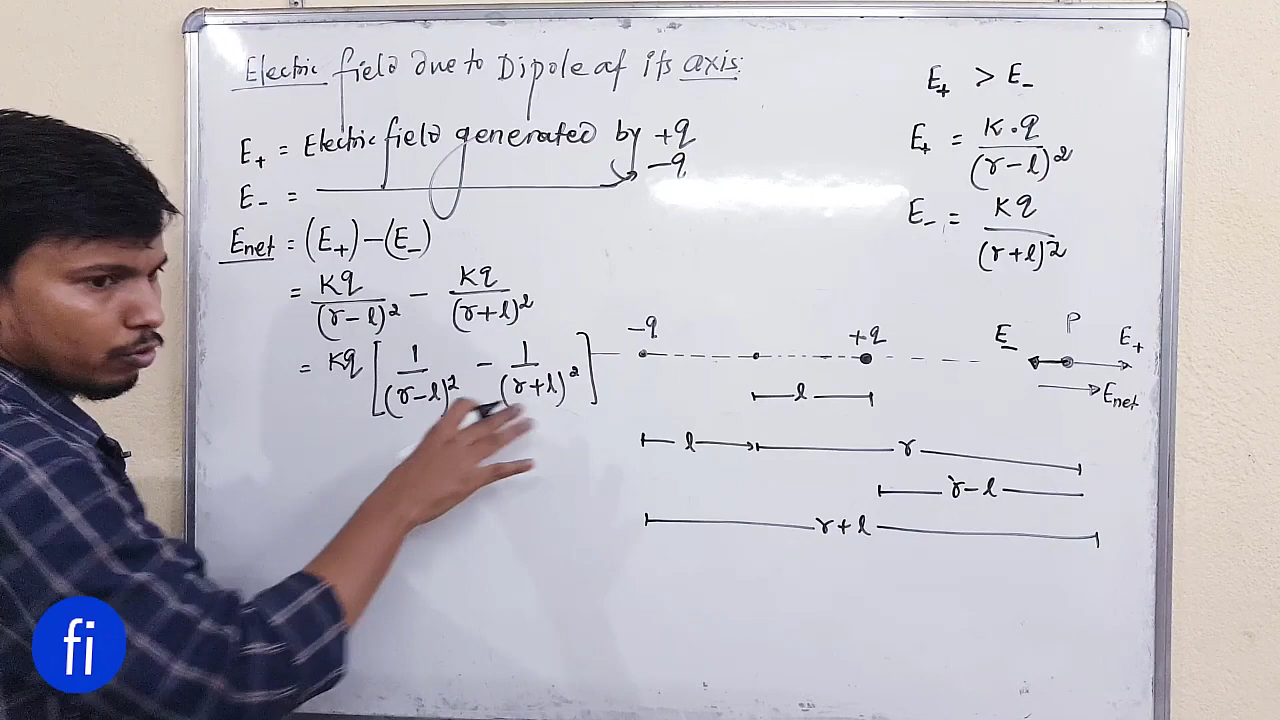 Electric field due to Dipole at its axis:
E₊ = Electric field generated by +q
E₋ = -q
Enet = (E₊) - (E₋)
= Kq/(r-l)² - Kq/(r+l)²
= Kq [1/(r-l)² - 1/(r+l)²]
E₊ > E₋
E₊ = K·q/(r-l)²
E₋ = Kq/(r+l)²
-q +q E₋ P E₊
Enet
l
l r
r-l
r+l
fi